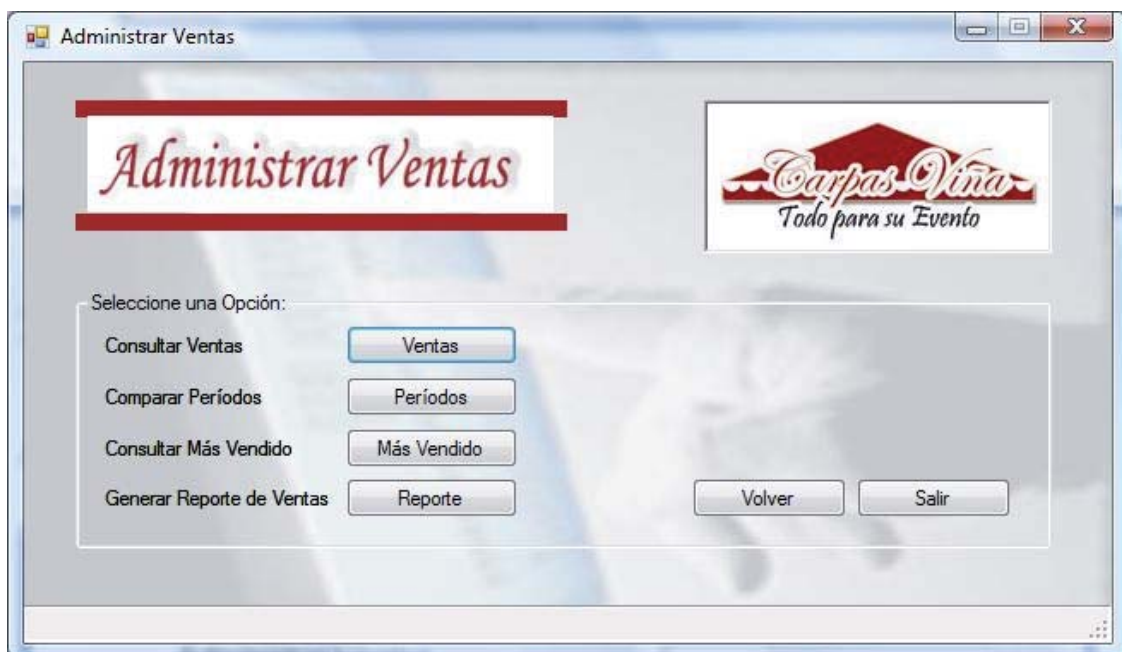 Administrar Ventas
Administrar Ventas
Carpas Viña
Todo para su Evento
Seleccione una Opción:
Consultar Ventas
Ventas
Comparar Períodos
Períodos
Consultar Más Vendido
Más Vendido
Generar Reporte de Ventas
Reporte
Volver
Salir